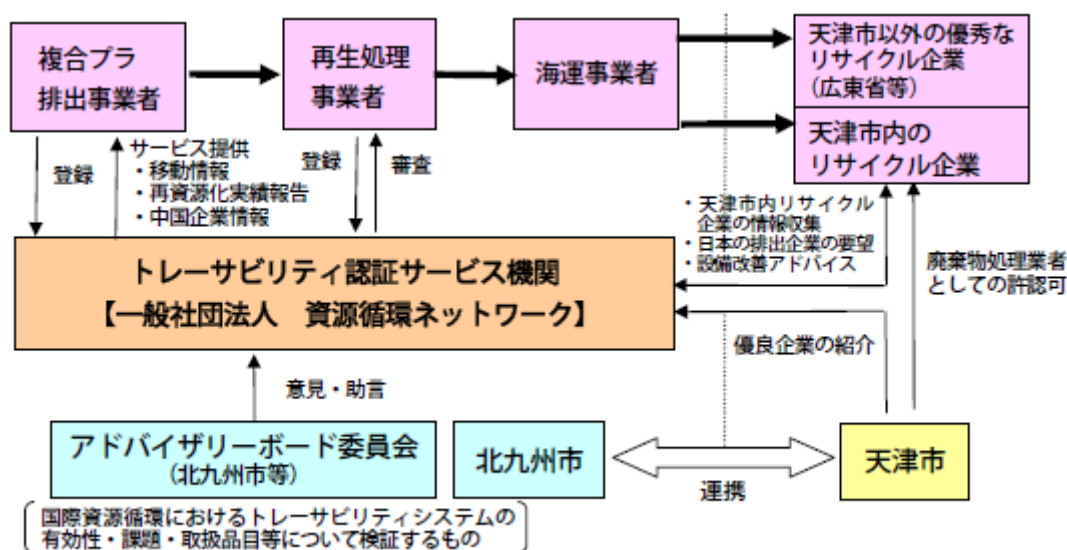 複合プラ
排出事業者
再生処理
事業者
海運事業者
天津市以外の優秀な
リサイクル企業
（広東省等）
天津市内の
リサイクル企業
登録
サービス提供
・移動情報
・再資源化実績報告
・中国企業情報
登録
審査
・天津市内リサイクル
企業の情報収集
・日本の排出企業の要望
・設備改善アドバイス
廃棄物処理業者
としての許認可
トレーサビリティ認証サービス機関
【一般社団法人　資源循環ネットワーク】
優良企業の紹介
意見・助言
アドバイザリーボード委員会
（北九州市等）
北九州市
連携
天津市
国際資源循環におけるトレーサビリティシステムの
有効性・課題・取扱品目等について検証するもの